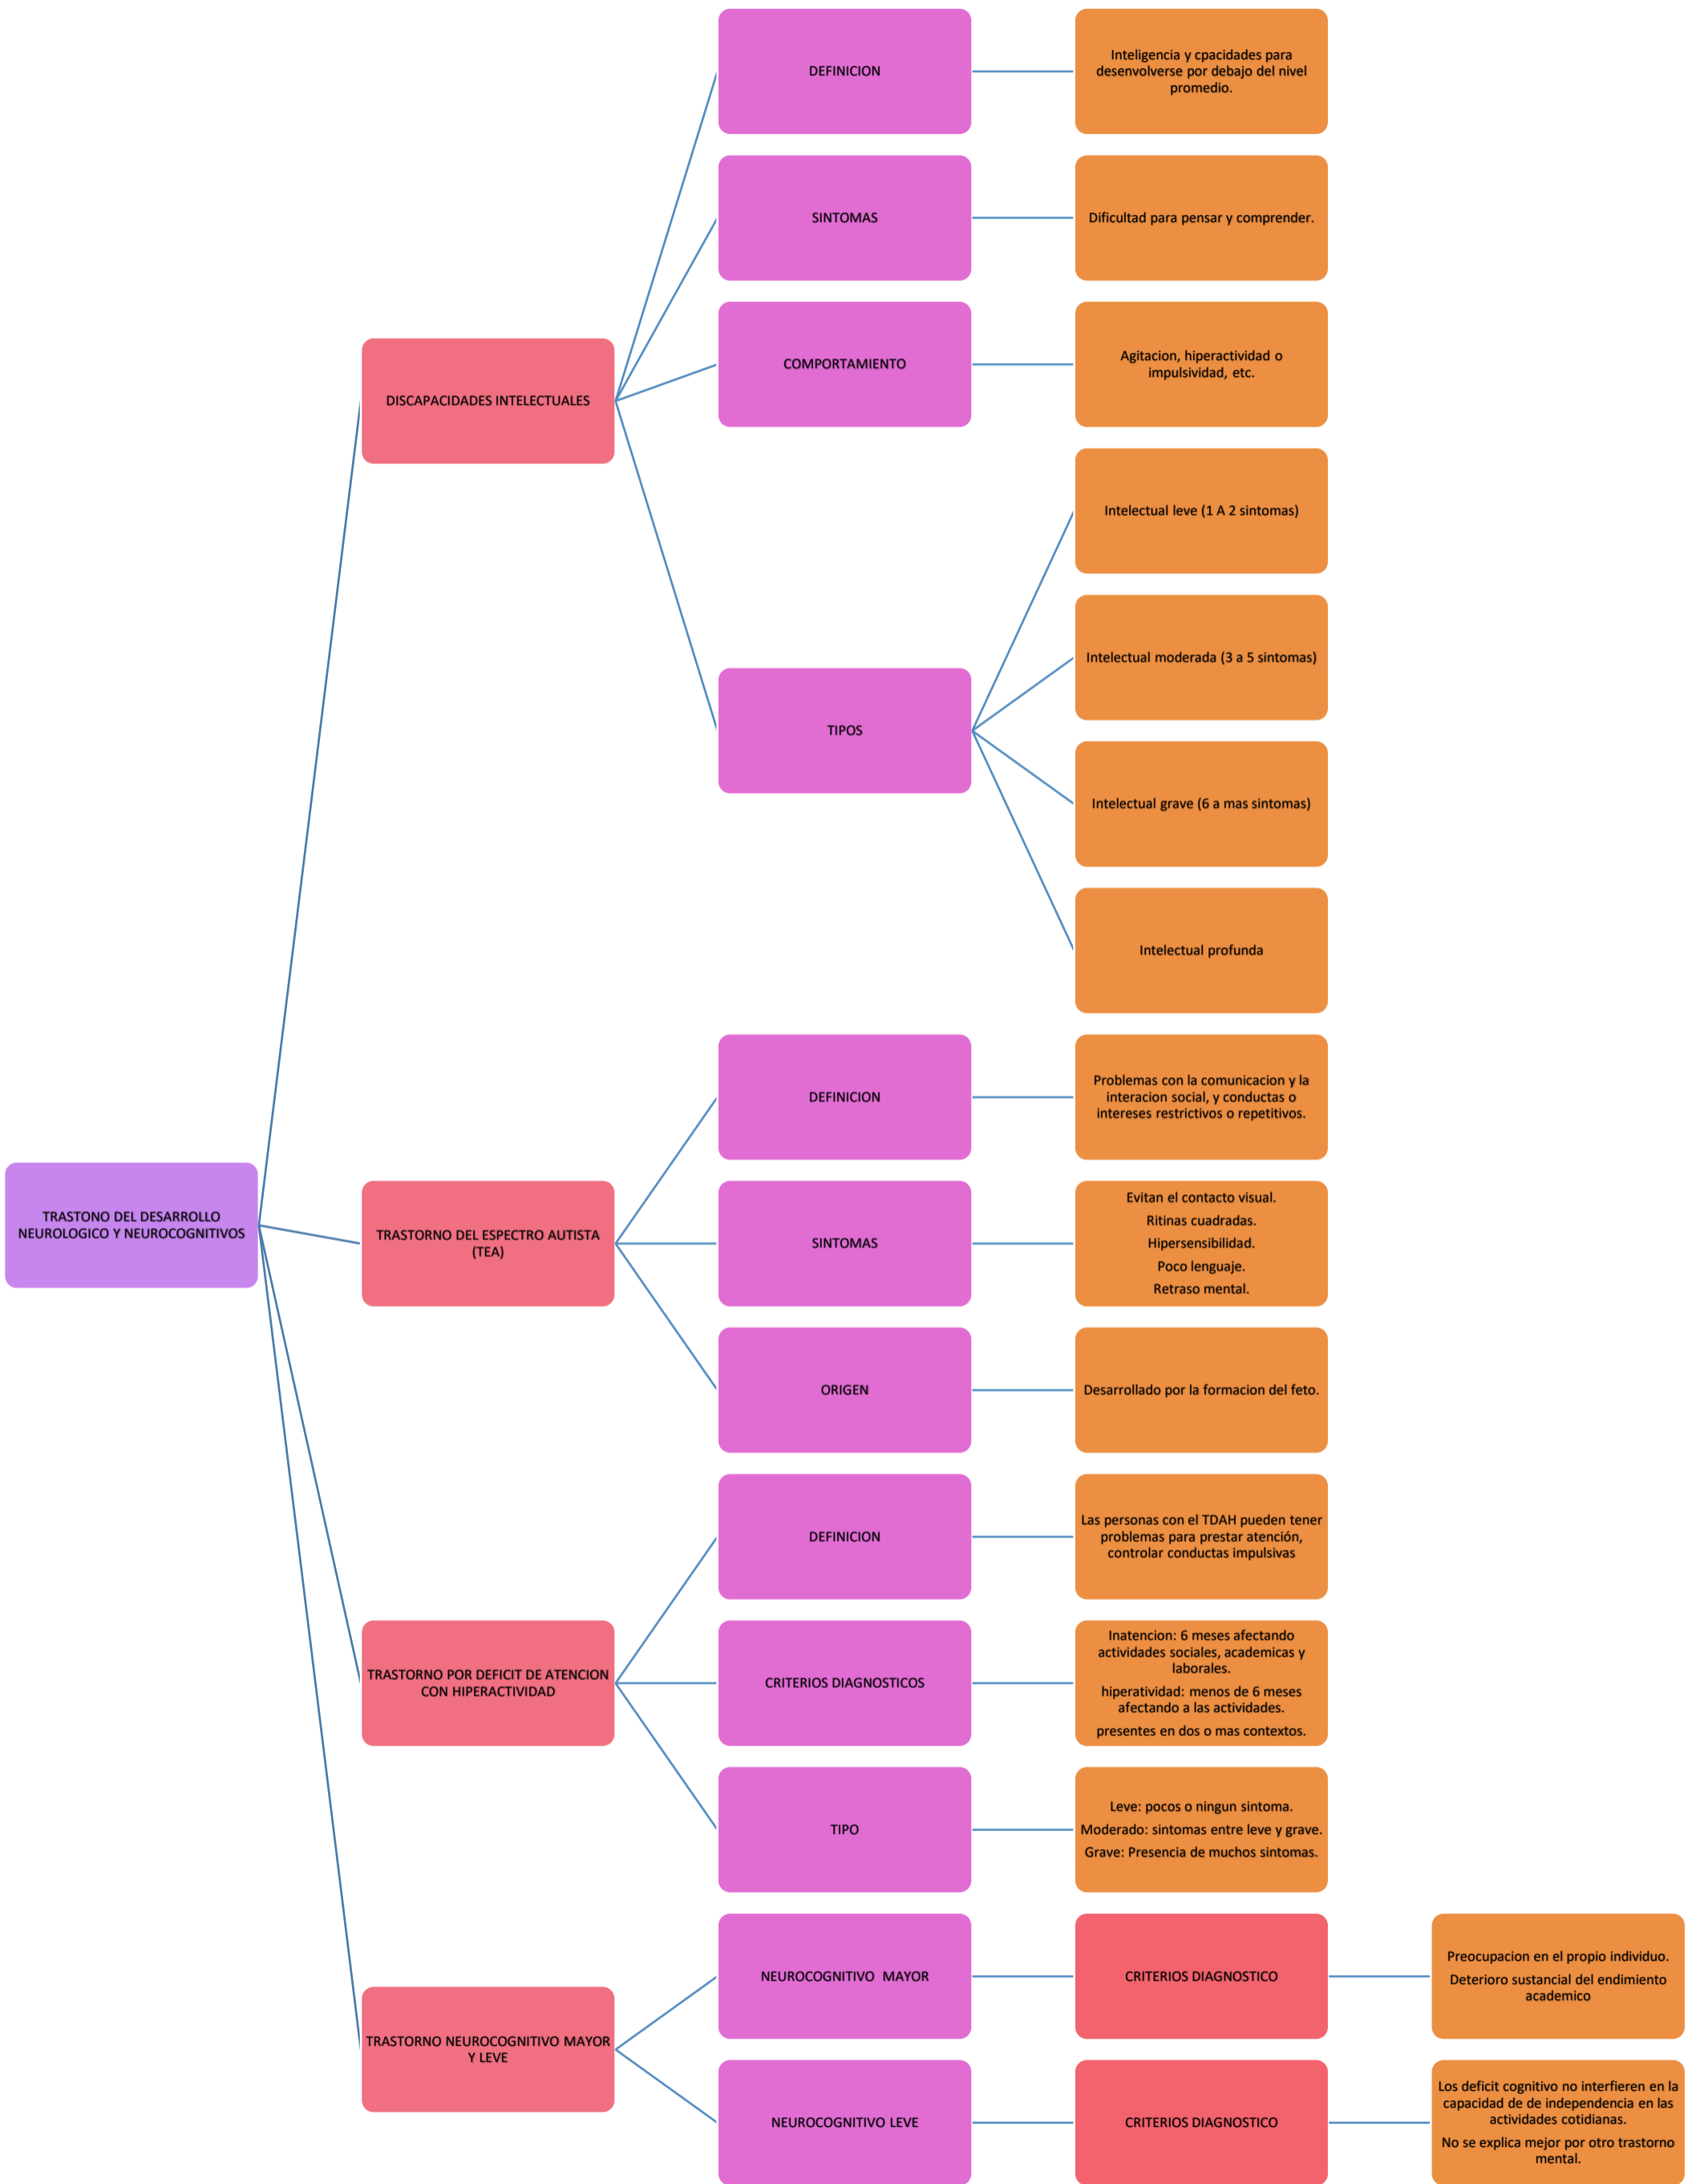 DEFINICION
Inteligencia y cpacidades para
desenvolverse por debajo del nivel
promedio.
SINTOMAS
Dificultad para pensar y comprender.
COMPORTAMIENTO
Agitacion, hiperactividad o
impulsividad, etc.
DISCAPACIDADES INTELECTUALES
Intelectual leve (1 A 2 sintomas)
Intelectual moderada (3 a 5 sintomas)
TIPOS
Intelectual grave (6 a mas sintomas)
Intelectual profunda
DEFINICION
Problemas con la comunicacion y la
interacion social, y conductas o
intereses restrictivos o repetitivos.
TRASTONO DEL DESARROLLO
NEUROLOGICO Y NEUROCOGNITIVOS
TRASTORNO DEL ESPECTRO AUTISTA
(TEA)
SINTOMAS
Evitan el contacto visual.
Ritinas cuadradas.
Hipersensibilidad.
Poco lenguaje.
Retraso mental.
ORIGEN
Desarrollado por la formacion del feto.
DEFINICION
Las personas con el TDAH pueden tener
problemas para prestar atención,
controlar conductas impulsivas
TRASTORNO POR DEFICIT DE ATENCION
CON HIPERACTIVIDAD
CRITERIOS DIAGNOSTICOS
Inatencion: 6 meses afectando
actividades sociales, academicas y
laborales.
hiperatividad: menos de 6 meses
afectando a las actividades.
presentes en dos o mas contextos.
TIPO
Leve: pocos o ningun sintoma.
Moderado: sintomas entre leve y grave.
Grave: Presencia de muchos sintomas.
NEUROCOGNITIVO  MAYOR
CRITERIOS DIAGNOSTICO
Preocupacion en el propio individuo.
Deterioro sustancial del endimiento
academico
TRASTORNO NEUROCOGNITIVO MAYOR
Y LEVE
NEUROCOGNITIVO LEVE
CRITERIOS DIAGNOSTICO
Los deficit cognitivo no interfieren en la
capacidad de de independencia en las
actividades cotidianas.
No se explica mejor por otro trastorno
mental.